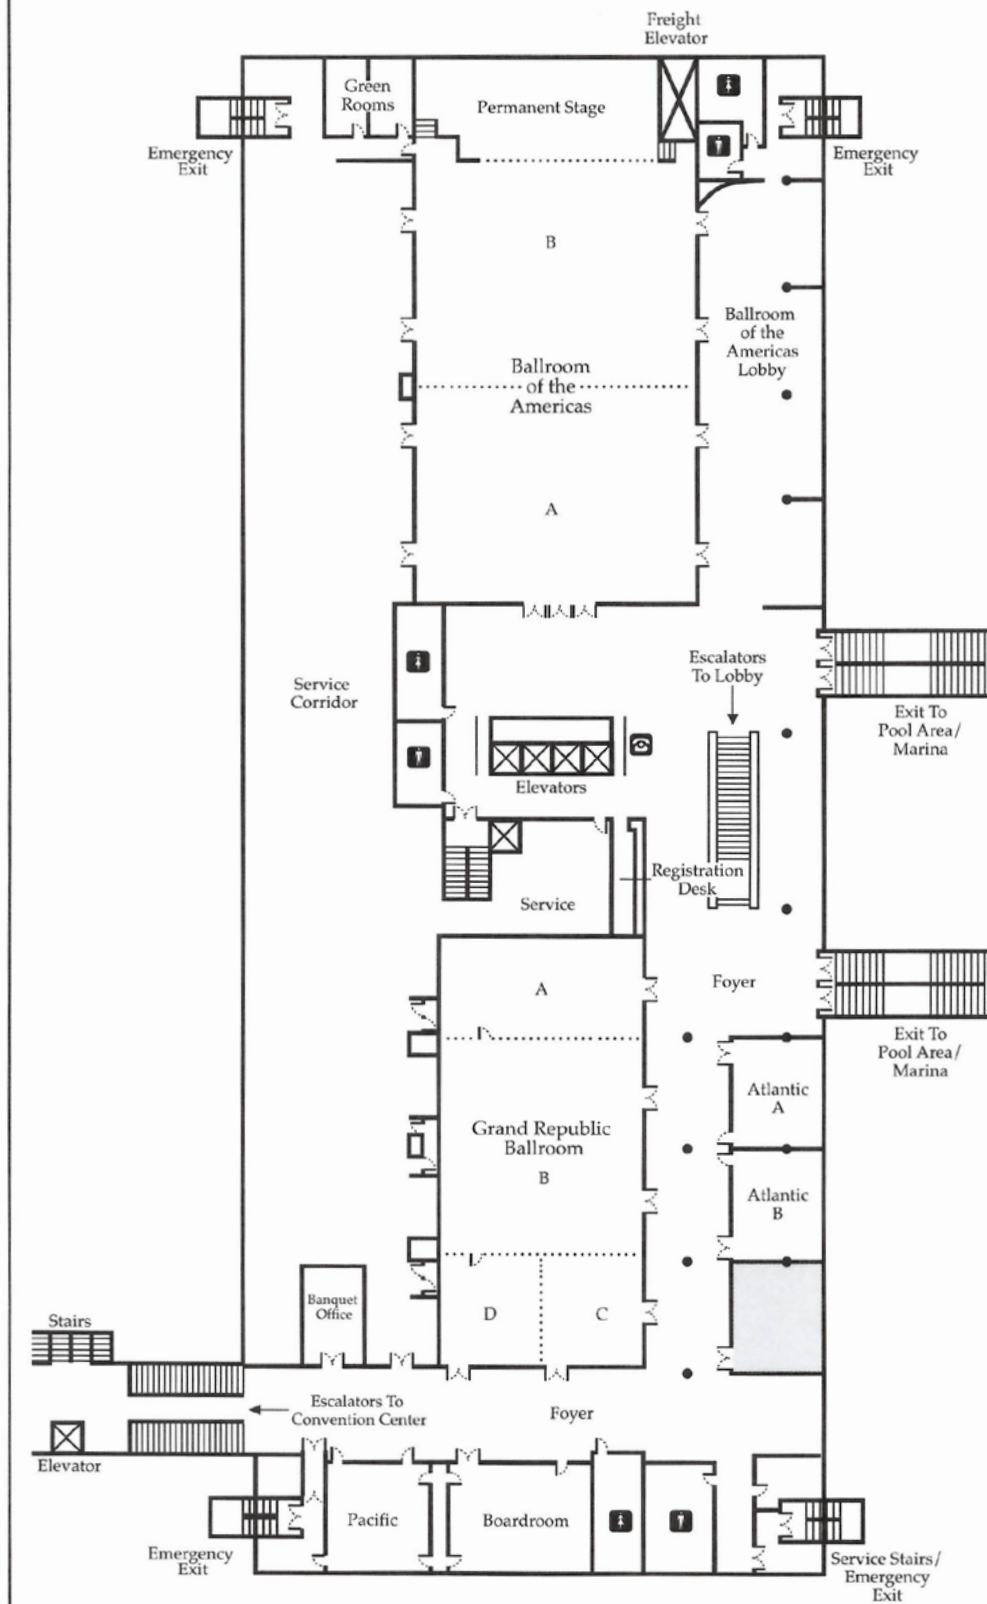 Freight
Elevator
Green
Rooms
Permanent Stage
Emergency
Exit
Emergency
Exit
B
Ballroom
of the
Americas
Lobby
Ballroom
of the
Americas
A
Escalators
To Lobby
Service
Corridor
Exit To
Pool Area/
Marina
Elevators
Registration
Desk
Service
A
Foyer
Exit To
Pool Area/
Marina
Atlantic
A
Grand Republic
Ballroom
B
Atlantic
B
Banquet
Office
D
C
Stairs
Escalators To
Convention Center
Foyer
Elevator
Pacific
Boardroom
Emergency
Exit
Service Stairs/
Emergency
Exit